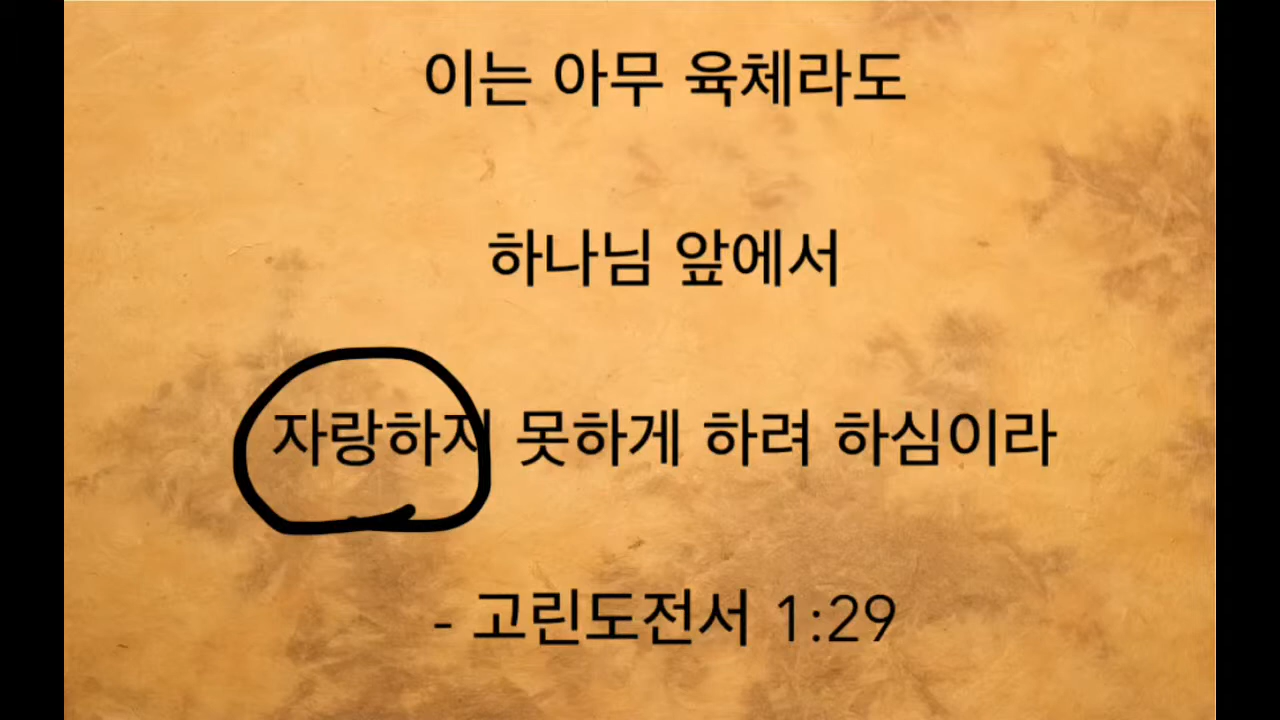 이는 아무 육체라도
하나님 앞에서
자랑하지 못하게 하려 하심이라
- 고린도전서 1:29